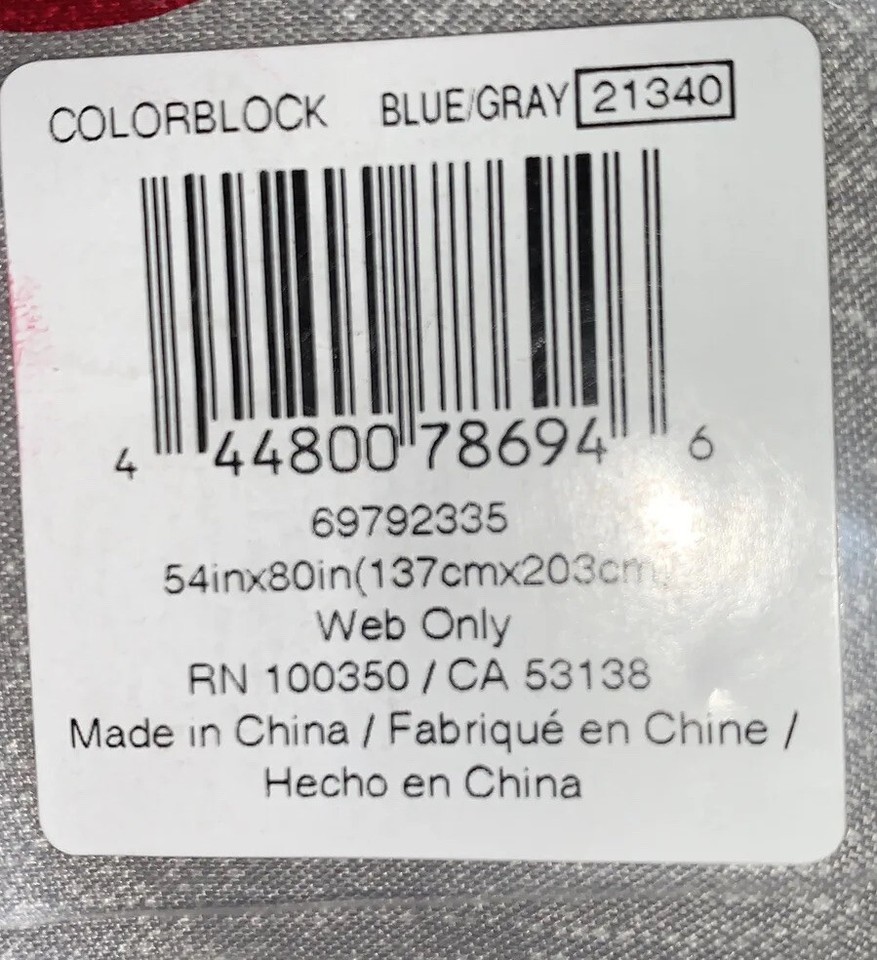 COLORBLOCK BLUE/GRAY 21340
4 44800 78694 6
69792335
54inx80in(137cmx203cm
Web Only
RN 100350 / CA 53138
Made in China / Fabriqué en Chine /
Hecho en China